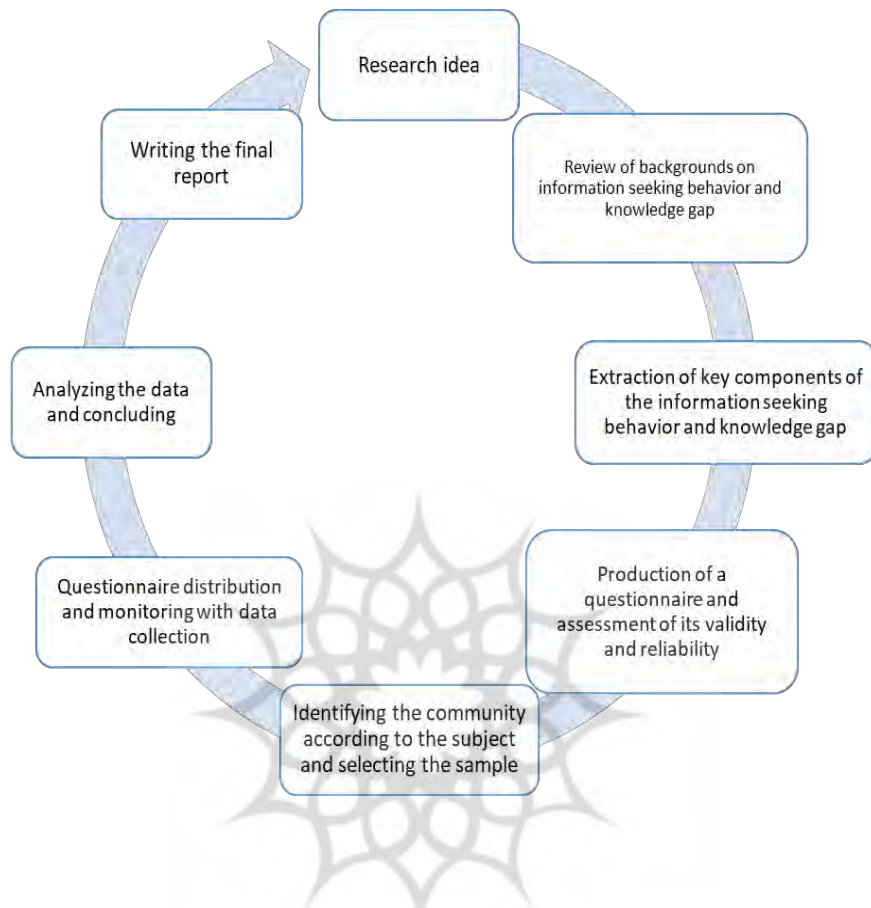 Research idea
Review of backgrounds on
information seeking behavior and
knowledge gap
Extraction of key components of
the information seeking
behavior and knowledge gap
Production of a
questionnaire and
assessment of its validity
and reliability
Identifying the community
according to the subject
and selecting the sample
Questionnaire distribution
and monitoring with data
collection
Analyzing the data
and concluding
Writing the final
report